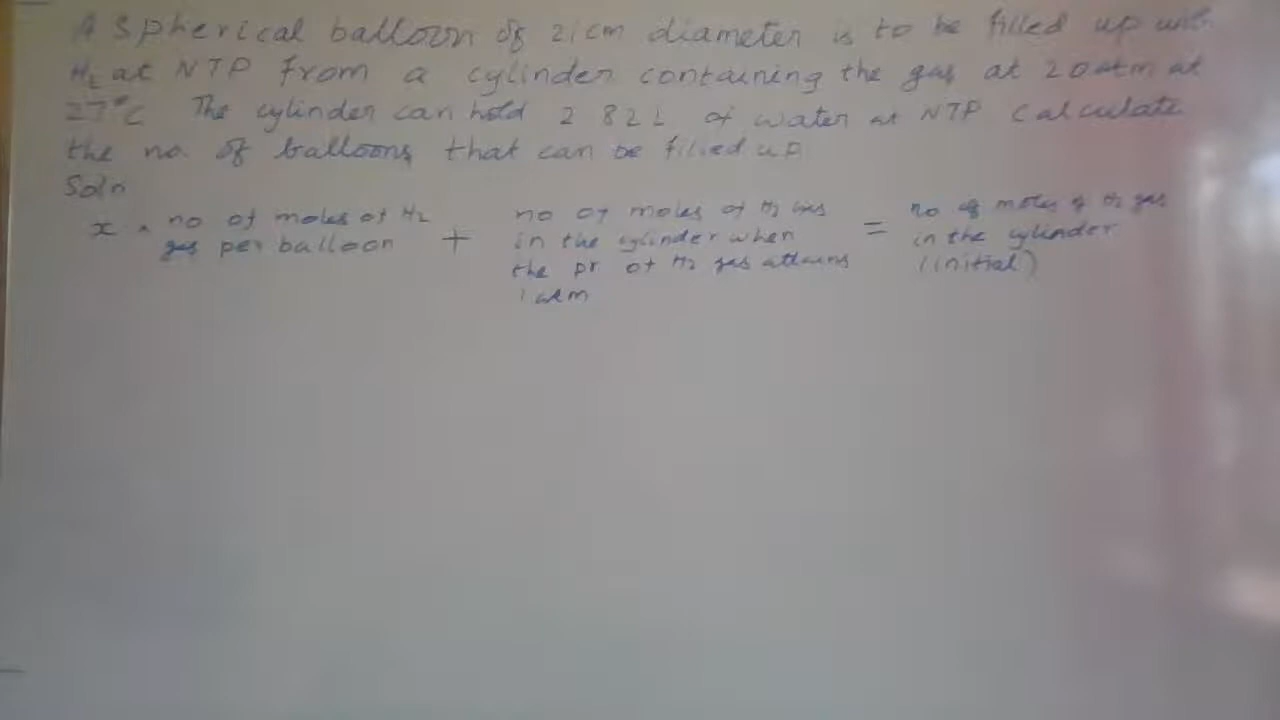 A spherical balloon of 21cm diameter is to be filled up with
H2 at NTP from a cylinder containing the gas at 20atm at
27°C The cylinder can hold 2 82L of water at NTP Calculate
the no. of balloons that can be filled up
Soln
x × no of moles of H2 gas per balloon + no of moles of H2 gas in the cylinder when the pr of H2 gas attains 1 atm = no of moles of H2 gas in the cylinder (initial)